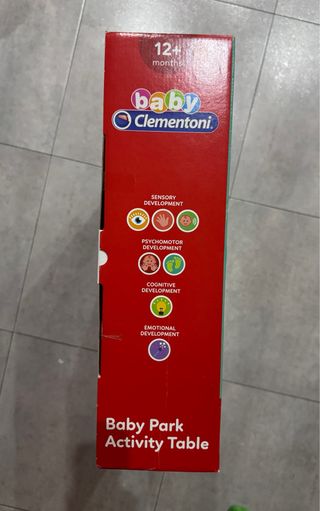 12+
months
baby
Clementoni
SENSORY
DEVELOPMENT
PSYCHOMOTOR
DEVELOPMENT
COGNITIVE
DEVELOPMENT
EMOTIONAL
DEVELOPMENT
Baby Park
Activity Table